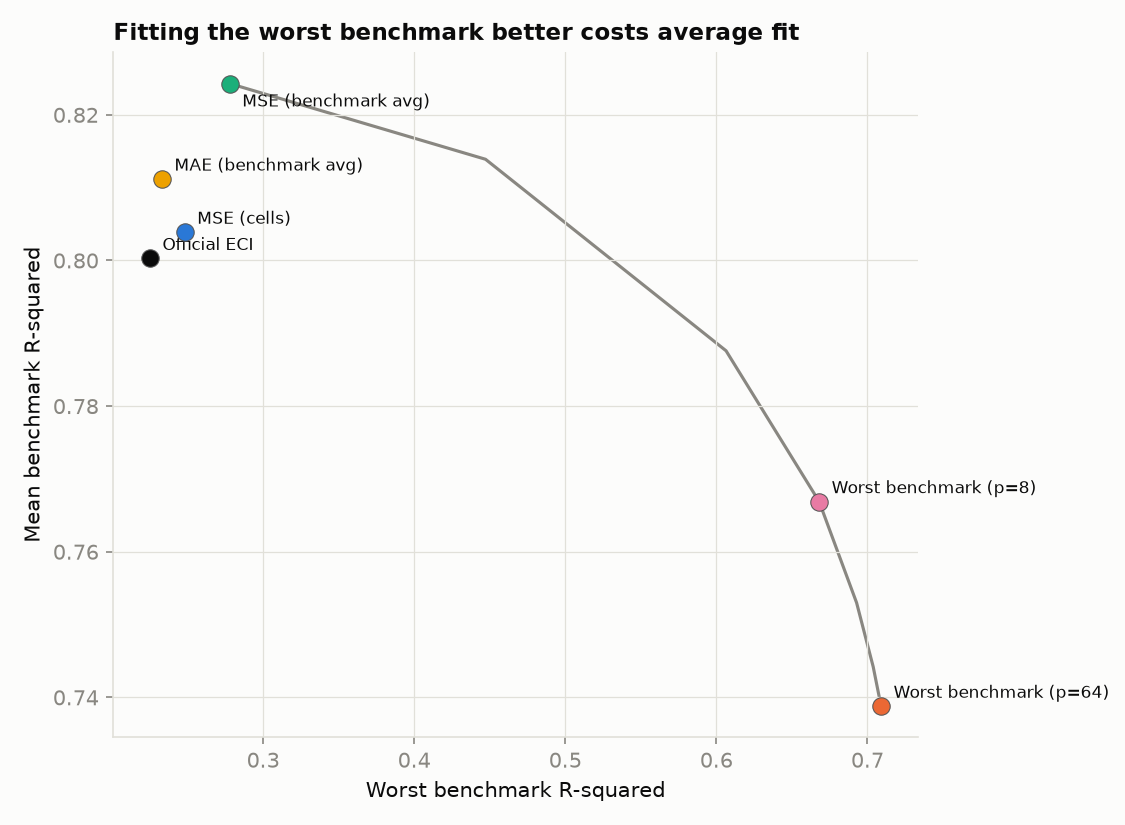 Fitting the worst benchmark better costs average fit
MSE (benchmark avg)
MAE (benchmark avg)
MSE (cells)
Official ECI
Worst benchmark (p=8)
Worst benchmark (p=64)
0.82
0.80
0.78
0.76
0.74
Mean benchmark R-squared
0.3
0.4
0.5
0.6
0.7
Worst benchmark R-squared